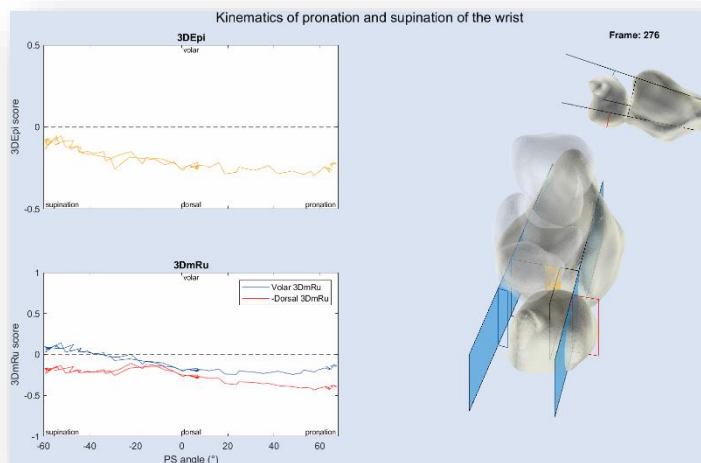 Kinematics of pronation and supination of the wrist
Frame: 276
3DEpi
0.5
volar
3DEpi score
0
-0.5
supination
dorsal
pronation
3DmRu
1
volar
Volar 3DmRu
-Dorsal 3DmRu
0.5
3DmRu score
0
-0.5
-1
supination
dorsal
pronation
-60
-40
-20
0
20
40
60
PS angle (°)